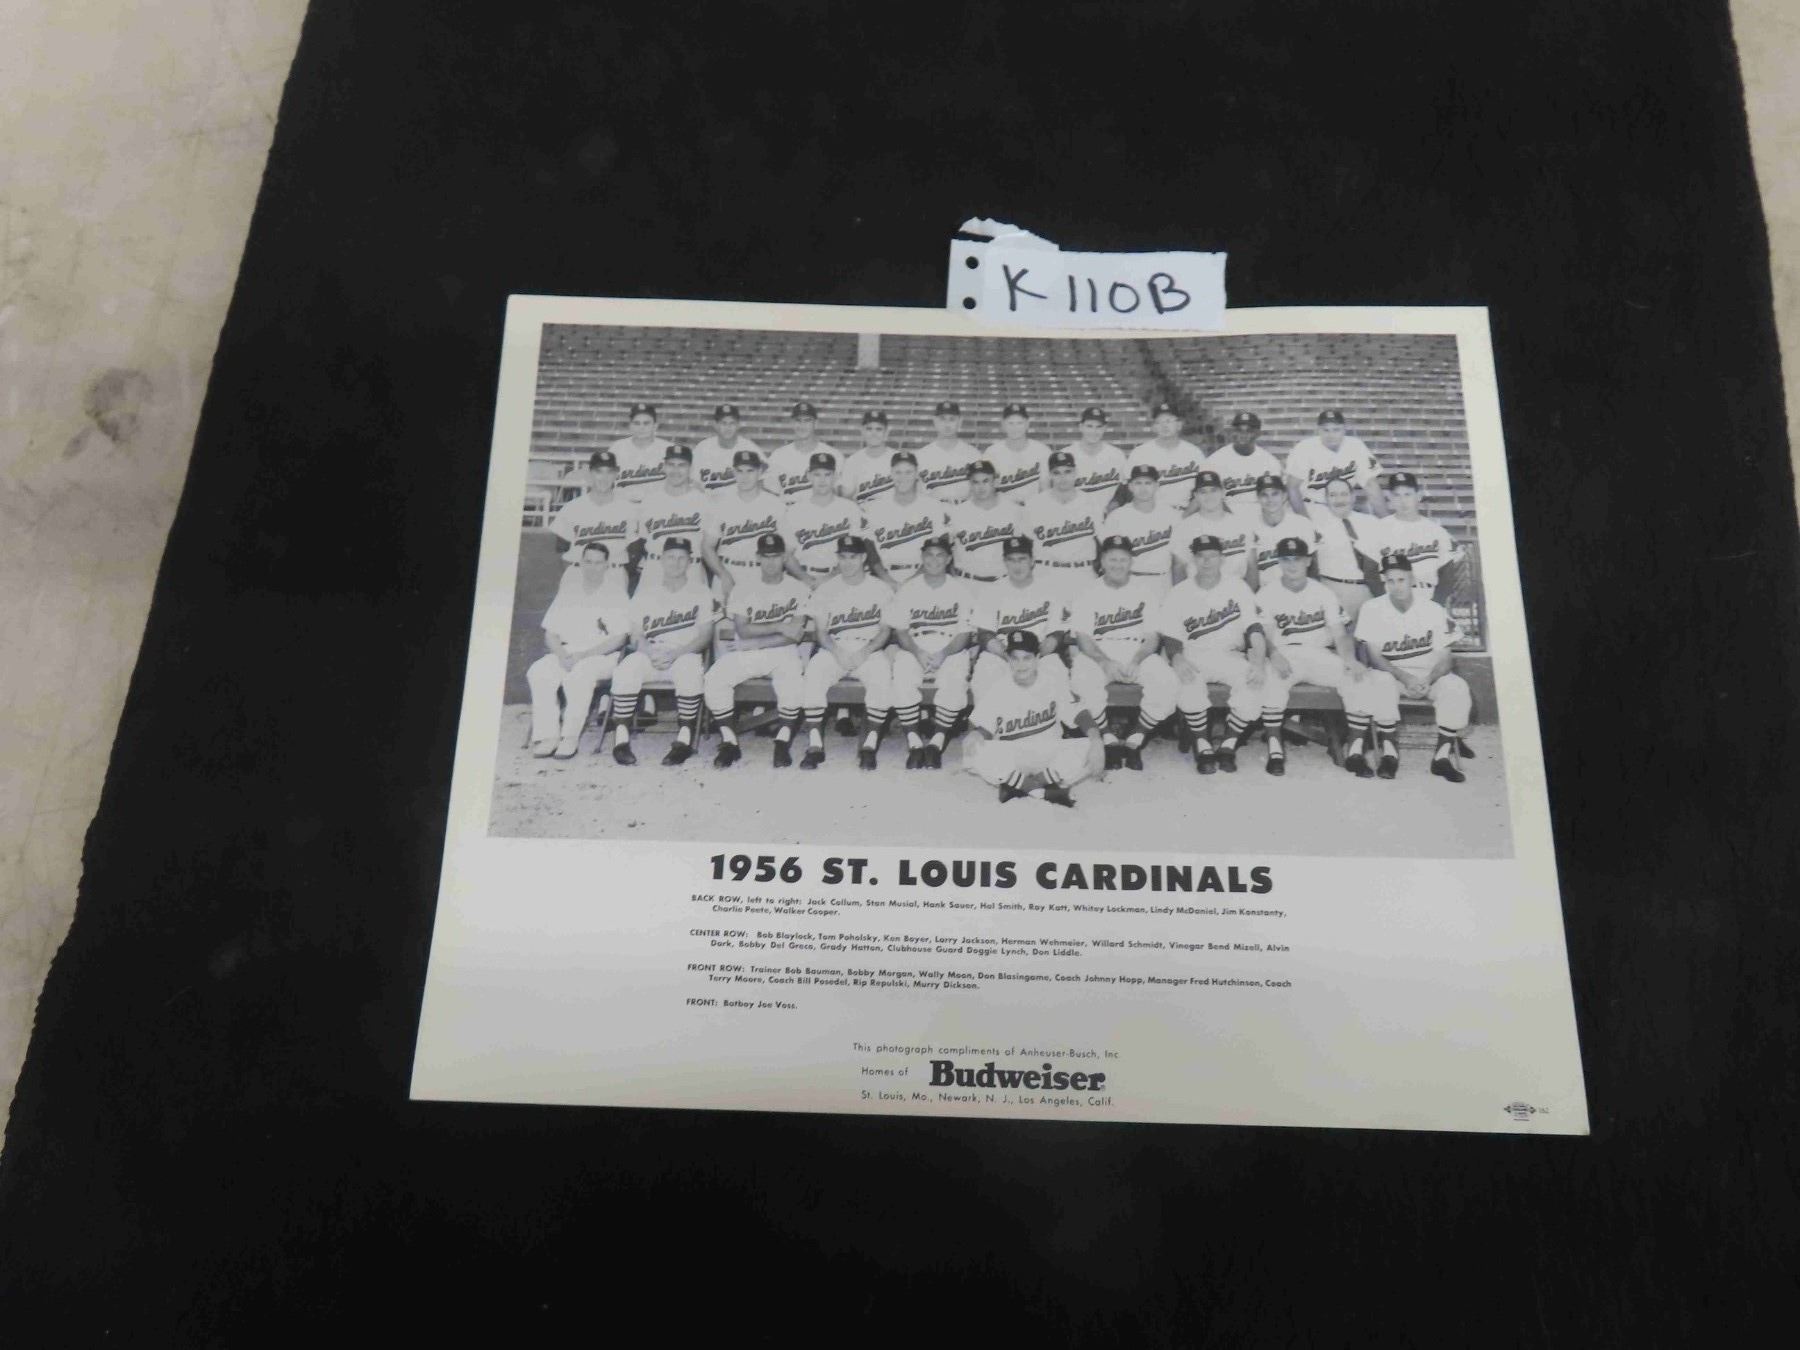 K 110B
1956 ST. LOUIS CARDINALS
BACK ROW, left to right: Jack Collum, Stan Musial, Hank Sauer, Hal Smith, Ray Katt, Whitey Lockman, Lindy McDaniel, Jim Konstanty,
Charlie Peete, Walker Cooper.
CENTER ROW: Bob Blaylock, Tom Poholsky, Ken Boyer, Larry Jackson, Herman Wehmeier, Willard Schmidt, Vinegar Bend Mizell, Alvin
Dark, Bobby Del Greco, Grady Hatton, Clubhouse Guard Doggie Lynch, Don Liddle.
FRONT ROW: Trainer Bob Bauman, Bobby Morgan, Wally Moon, Don Blasingame, Coach Johnny Hopp, Manager Fred Hutchinson, Coach
Terry Moore, Coach Bill Posedel, Rip Repulski, Murry Dickson.
FRONT: Batboy Joe Voss.
This photograph compliments of Anheuser-Busch, Inc.
Homes of Budweiser
St. Louis, Mo., Newark, N. J., Los Angeles, Calif.